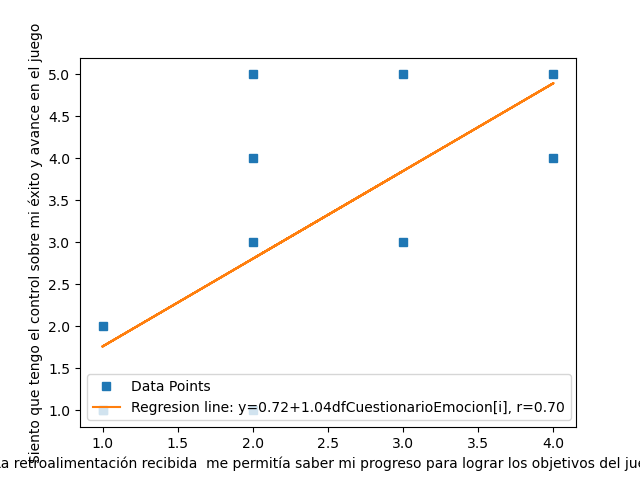 siento que tengo el control sobre mi éxito y avance en el juego
5.0
4.5
4.0
3.5
3.0
2.5
2.0
1.5
1.0
Data Points
Regresion line: y=0.72+1.04dfCuestionarioEmocion[i], r=0.70
1.0 1.5 2.0 2.5 3.0 3.5 4.0
a retroalimentación recibida me permitía saber mi progreso para lograr los objetivos del jue